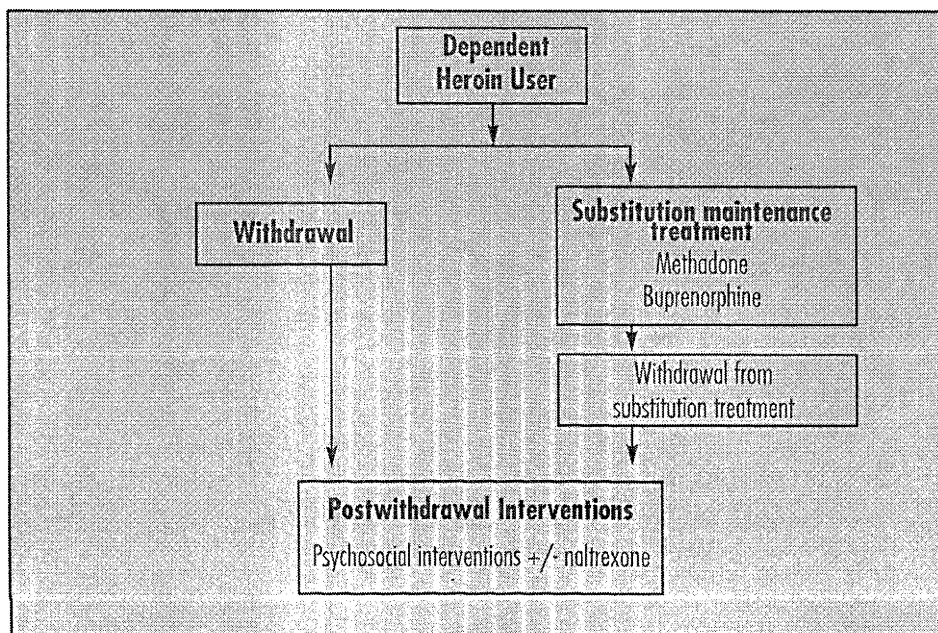 Dependent
Heroin User
Withdrawal
Substitution maintenance
treatment
Methadone
Buprenorphine
Withdrawal from
substitution treatment
Postwithdrawal Interventions
Psychosocial interventions +/- naltrexone